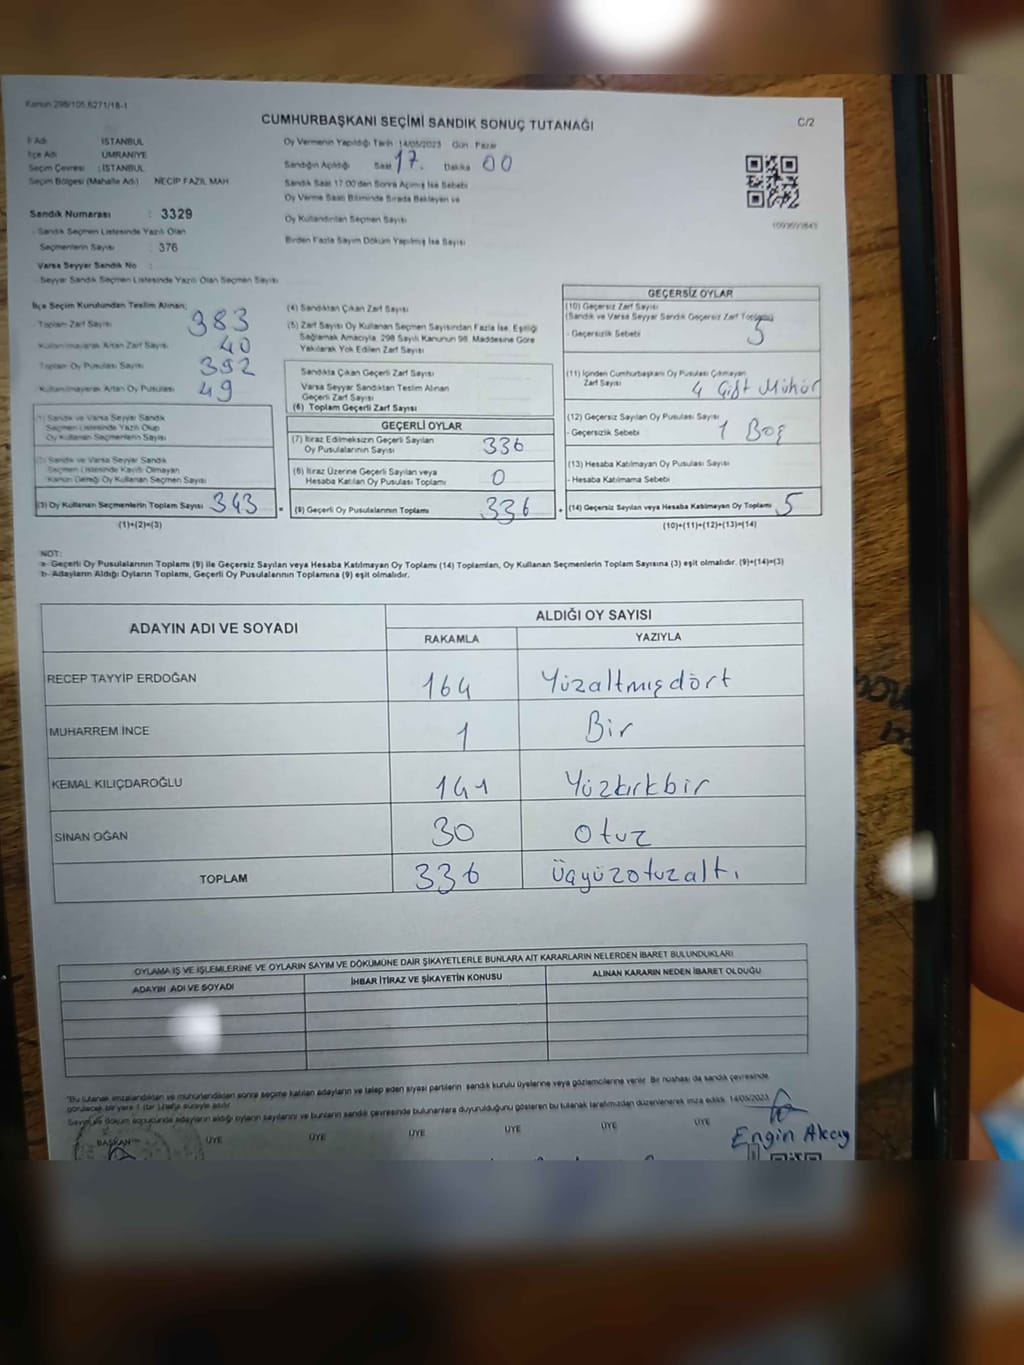 Kanun 298/105.6271/18-1
CUMHURBAŞKANI SEÇİMİ SANDIK SONUÇ TUTANAĞI
C/2
İl Adı : İSTANBUL
İlçe Adı : ÜMRANİYE
Seçim Çevresi : İSTANBUL
Seçim Bölgesi (Mahalle Adı) NECİP FAZIL MAH.
Oy Vermenin Yapıldığı Tarih : 14/05/2023 Gün : Pazar
Sandığın Açıldığı Saat 17. Dakika 00
Sandık Saat 17:00'den Sonra Açılmış İse Sebebi
Oy Verme Saati Bitiminde Sırada Bekleyen ve
Oy Kullandırılan Seçmen Sayısı
Birden Fazla Sayım Döküm Yapılmış İse Sayısı
Sandık Numarası : 3329
- Sandık Seçmen Listesinde Yazılı Olan
Seçmenlerin Sayısı : 376
Varsa Seyyar Sandık No :
- Seyyar Sandık Seçmen Listesinde Yazılı Olan Seçmen Sayısı
İlçe Seçim Kurulundan Teslim Alınan:
- Toplam Zarf Sayısı 383
- Kullanılmayarak Artan Zarf Sayısı 40
- Toplam Oy Pusulası Sayısı 392
- Kullanılmayarak Artan Oy Pusulası 49
(1) Sandık ve Varsa Seyyar Sandık
Seçmen Listesinde Yazılı Olup
Oy Kullanan Seçmenlerin Sayısı
(2) Sandık ve Varsa Seyyar Sandık
Seçmen Listesinde Kayıtlı Olmayan
Kanun Gereği Oy Kullanan Seçmen Sayısı
(3) Oy Kullanan Seçmenlerin Toplam Sayısı 343
(1)+(2)=(3)
(4) Sandıktan Çıkan Zarf Sayısı
(5) Zarf Sayısı Oy Kullanan Seçmen Sayısından Fazla İse, Eşitliği
Sağlamak Amacıyla, 298 Sayılı Kanunun 98. Maddesine Göre
Yakılarak Yok Edilen Zarf Sayısı
Sandıkta Çıkan Geçerli Zarf Sayısı
Varsa Seyyar Sandıktan Teslim Alınan
Geçerli Zarf Sayısı
(6) Toplam Geçerli Zarf Sayısı
GEÇERLİ OYLAR
(7) İtiraz Edilmeksizin Geçerli Sayılan
Oy Pusulalarının Sayısı 336
(8) İtiraz Üzerine Geçerli Sayılan veya
Hesaba Katılan Oy Pusulası Toplamı 0
= (9) Geçerli Oy Pusulalarının Toplamı 336 +
GEÇERSİZ OYLAR
(10) Geçersiz Zarf Sayısı
(Sandık ve Varsa Seyyar Sandık Geçersiz Zarf Toplamı)
- Geçersizlik Sebebi
(11) İçinden Cumhurbaşkanı Oy Pusulası Çıkmayan
Zarf Sayısı 4 Çift Mühür
(12) Geçersiz Sayılan Oy Pusulası Sayısı
- Geçersizlik Sebebi 1 Boş
(13) Hesaba Katılmayan Oy Pusulası Sayısı
- Hesaba Katılmama Sebebi
(14) Geçersiz Sayılan veya Hesaba Katılmayan Oy Toplamı 5
(10)+(11)+(12)+(13)=(14)
NOT:
a- Geçerli Oy Pusulalarının Toplamı (9) ile Geçersiz Sayılan veya Hesaba Katılmayan Oy Toplamı (14) Toplamları, Oy Kullanan Seçmenlerin Toplam Sayısına (3) eşit olmalıdır. (9)+(14)=(3)
b- Adayların Aldığı Oyların Toplamı, Geçerli Oy Pusulalarının Toplamına (9) eşit olmalıdır.
ADAYIN ADI VE SOYADI
ALDIĞI OY SAYISI
RAKAMLA YAZIYLA
RECEP TAYYİP ERDOĞAN 164 Yüzaltmışdört
MUHARREM İNCE 1 Bir
KEMAL KILIÇDAROĞLU 141 Yüzkırkbir
SİNAN OĞAN 30 Otuz
TOPLAM 336 Üçyüzotuzaltı
OYLAMA İŞ VE İŞLEMLERİNE VE OYLARIN SAYIM VE DÖKÜMÜNE DAİR ŞİKAYETLERLE BUNLARA AİT KARARLARIN NELERDEN İBARET BULUNDUKLARI
ADAYIN ADI VE SOYADI İHBAR İTİRAZ VE ŞİKAYETİN KONUSU ALINAN KARARIN NEDEN İBARET OLDUĞU
"Bu tutanak imzalandıktan ve mühürlendikten sonra seçime katılan adayların ve talep eden siyasi partilerin sandık kurulu üyelerine veya gözlemcilerine verilir. Bir nüshası da sandık çevresinde
görülecek bir yere 1 (bir) hafta süreyle asılır.
Sayım ve döküm sonucunda adayların aldığı oyların sayılarını ve bunların sandık çevresinde bulunanlara duyurulduğunu gösteren bu tutanak tarafımızdan düzenlenerek imza edildi. 14/05/2023
BAŞKAN ÜYE ÜYE ÜYE ÜYE ÜYE ÜYE
Engin Akçay